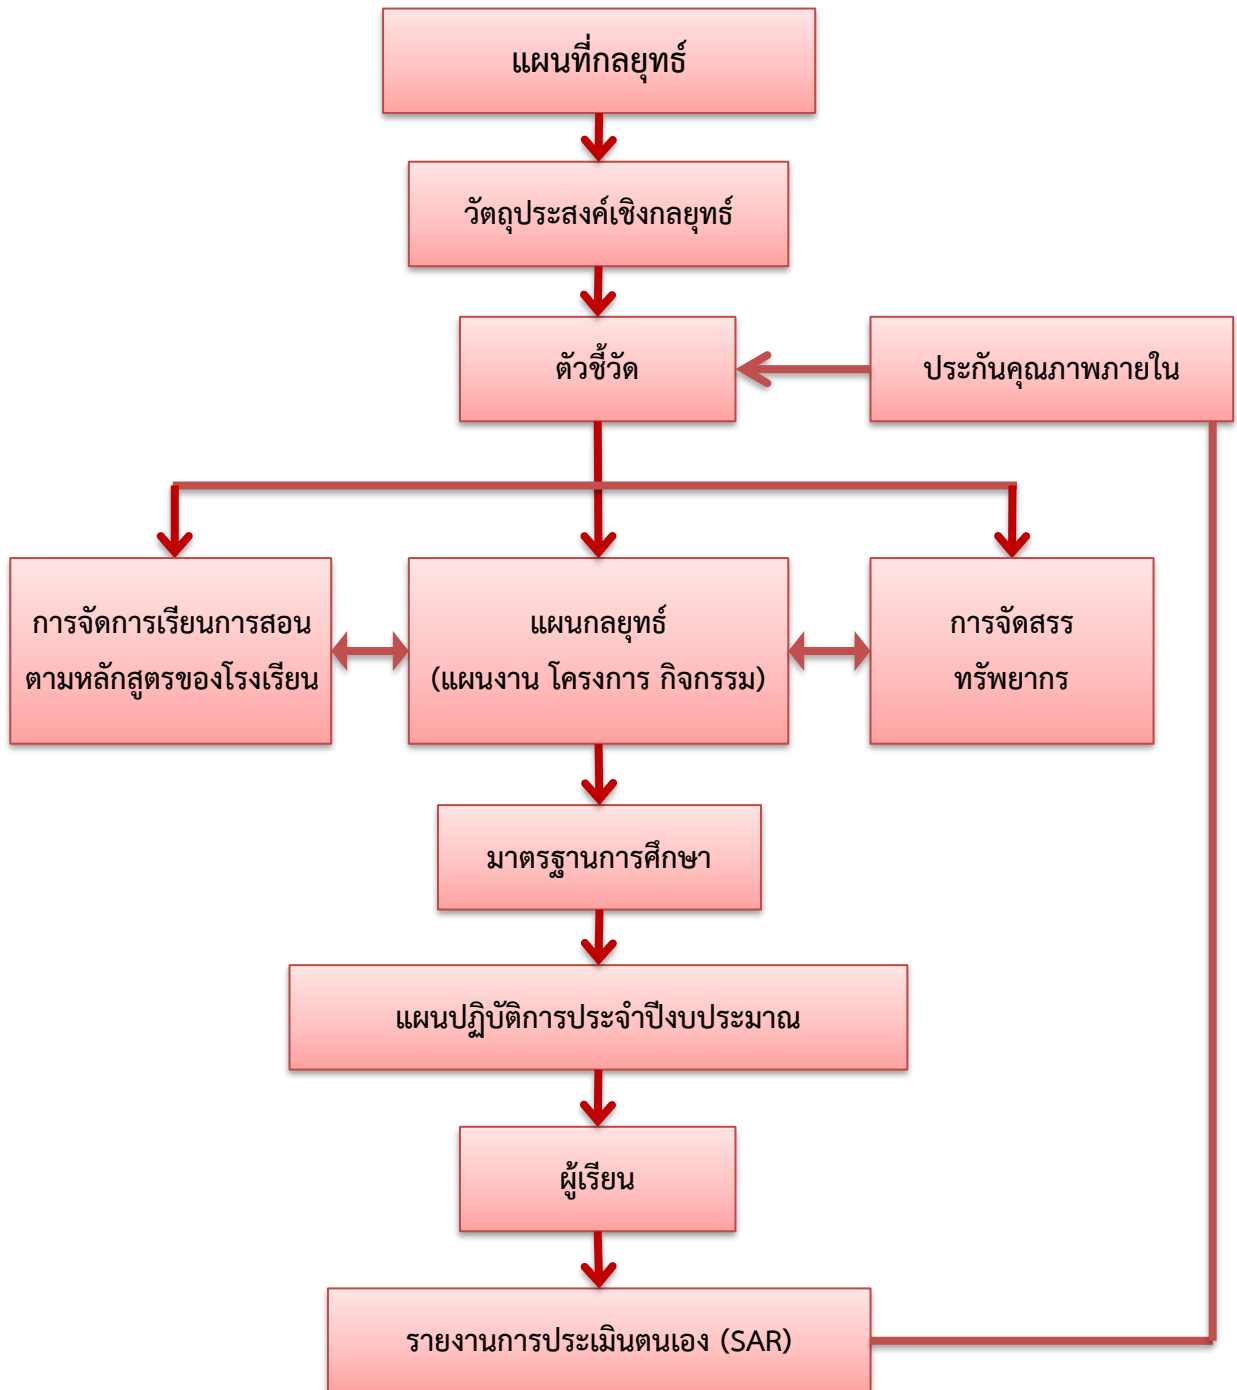 แผนที่กลยุทธ์
วัตถุประสงค์เชิงกลยุทธ์
ตัวชี้วัด
ประกันคุณภาพภายใน
การจัดการเรียนการสอน
ตามหลักสูตรของโรงเรียน
แผนกลยุทธ์
(แผนงาน โครงการ กิจกรรม)
การจัดสรร
ทรัพยากร
มาตรฐานการศึกษา
แผนปฏิบัติการประจำปีงบประมาณ
ผู้เรียน
รายงานการประเมินตนเอง (SAR)